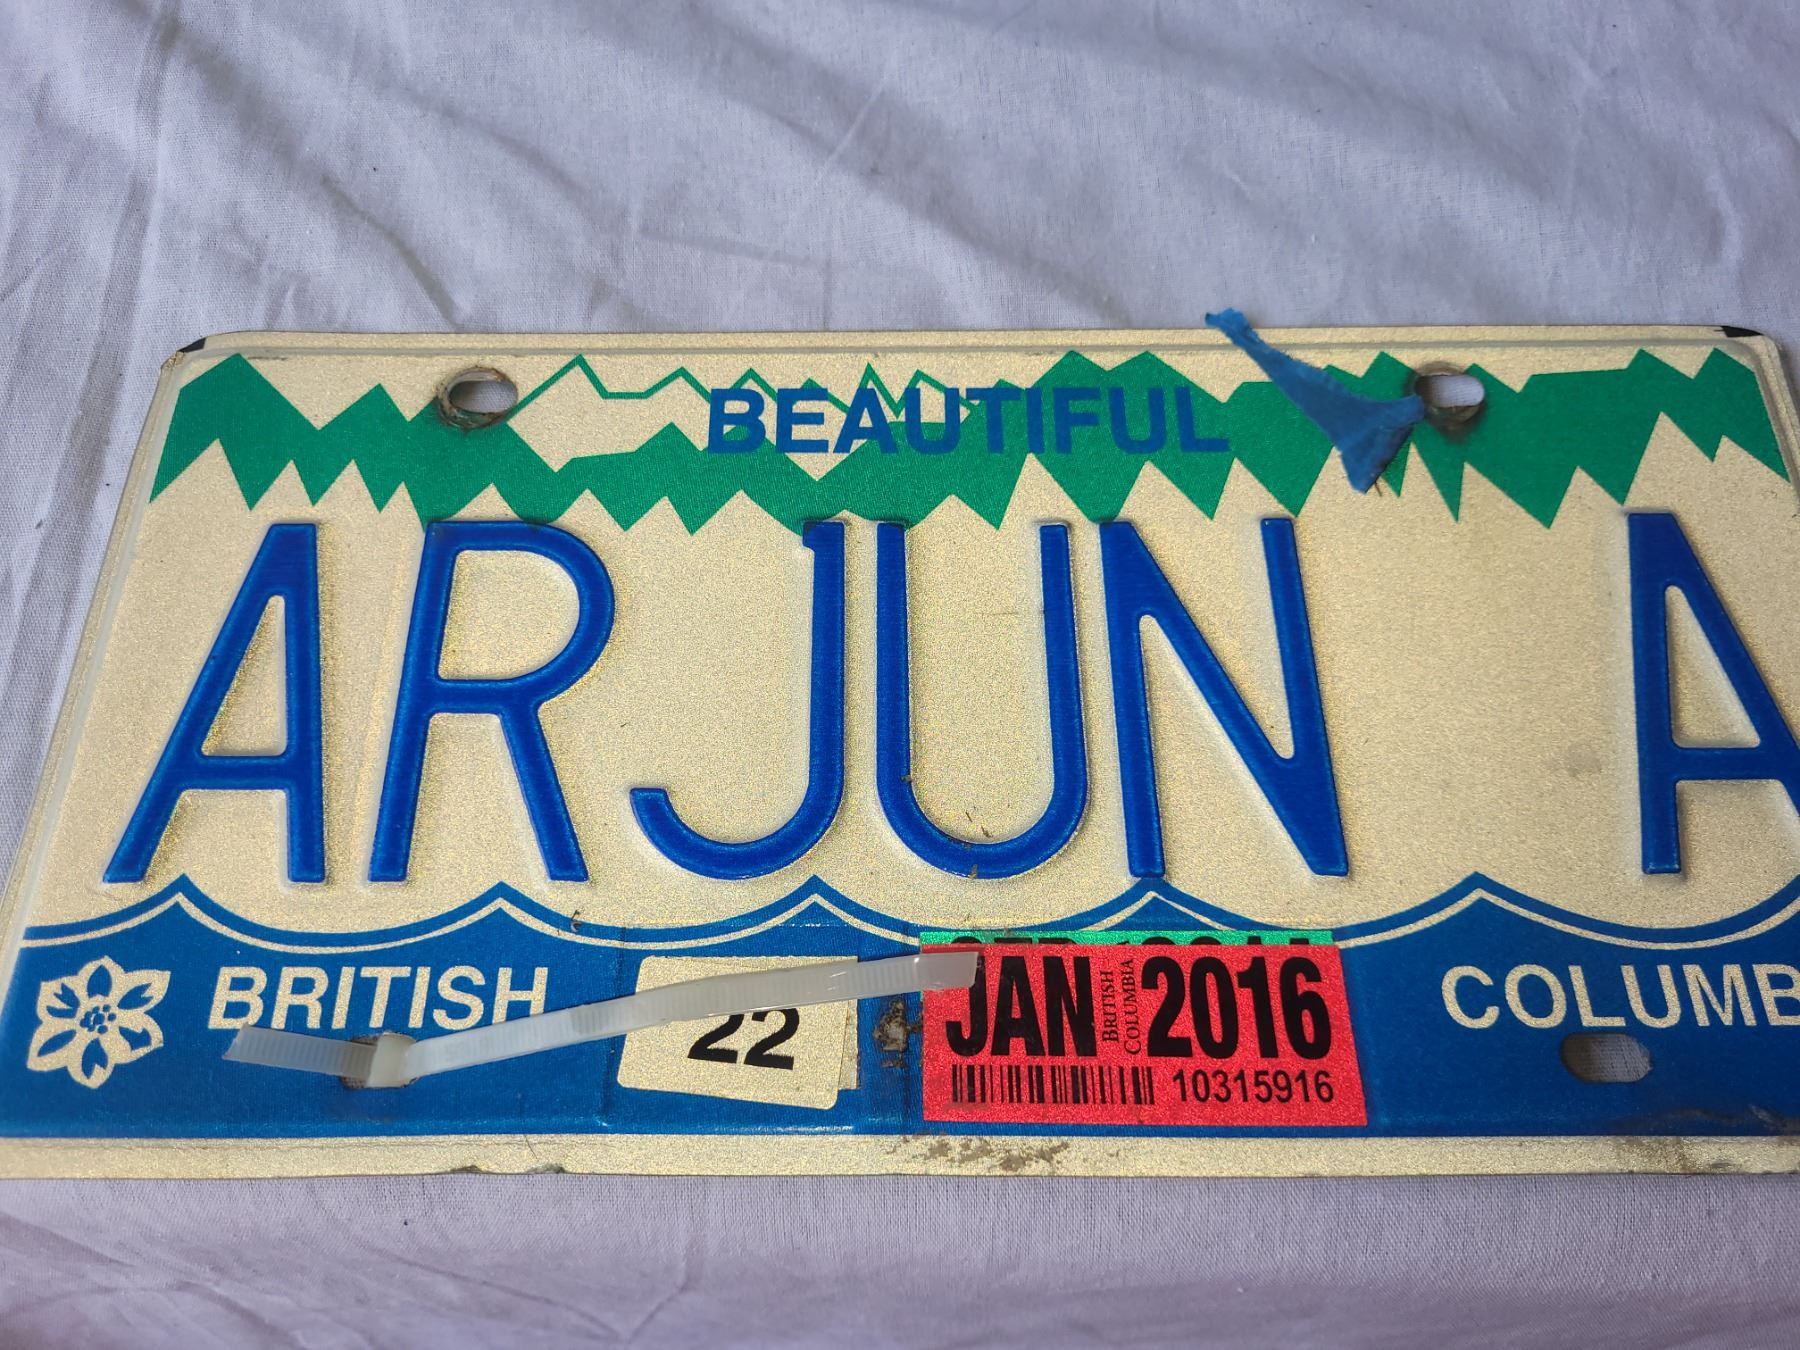 BEAUTIFUL
ARJUN A
BRITISH
22
JAN BRITISH COLUMBIA 2016
10315916
COLUMB